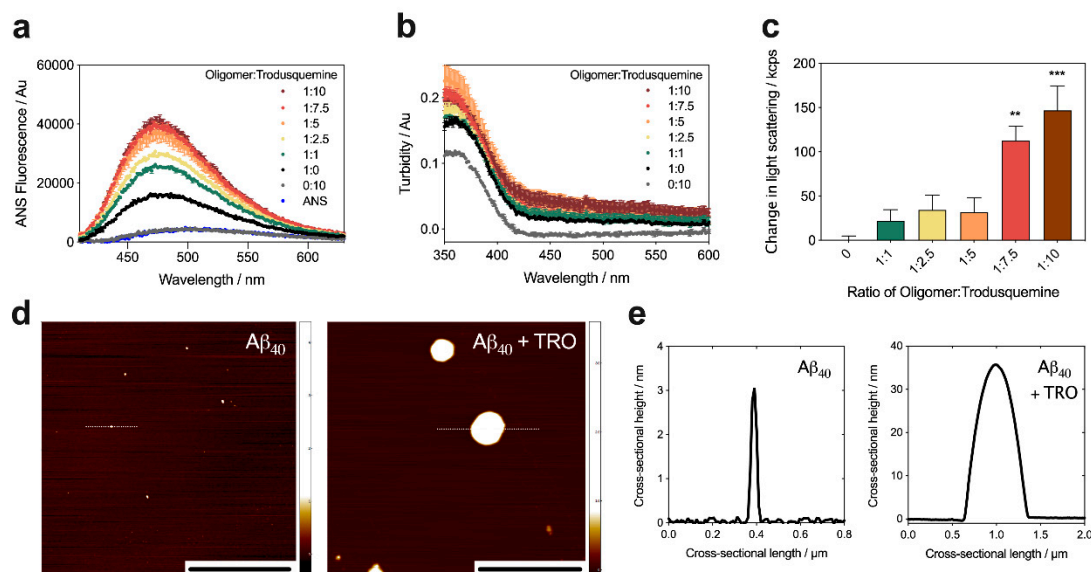 a
ANS Fluorescence / Au
60000
40000
20000
0
450
500
550
600
Wavelength / nm
Oligomer:Trodusquemine
1:10
1:7.5
1:5
1:2.5
1:1
1:0
0:10
ANS
b
Turbidity / Au
0.2
0.1
0.0
350
400
450
500
550
600
Wavelength / nm
Oligomer:Trodusquemine
1:10
1:7.5
1:5
1:2.5
1:1
1:0
0:10
c
Change in light scattering / kcps
200
150
100
50
0
**
***
0
1:1
1:2.5
1:5
1:7.5
1:10
Ratio of Oligomer:Trodusquemine
d
Aβ40
Aβ40 + TRO
e
Cross-sectional height / nm
4
3
2
1
0
0.0
0.2
0.4
0.6
0.8
Cross-sectional length / μm
Aβ40
Cross-sectional height / nm
40
30
20
10
0
0.0
0.5
1.0
1.5
2.0
Cross-sectional length / μm
Aβ40
+ TRO